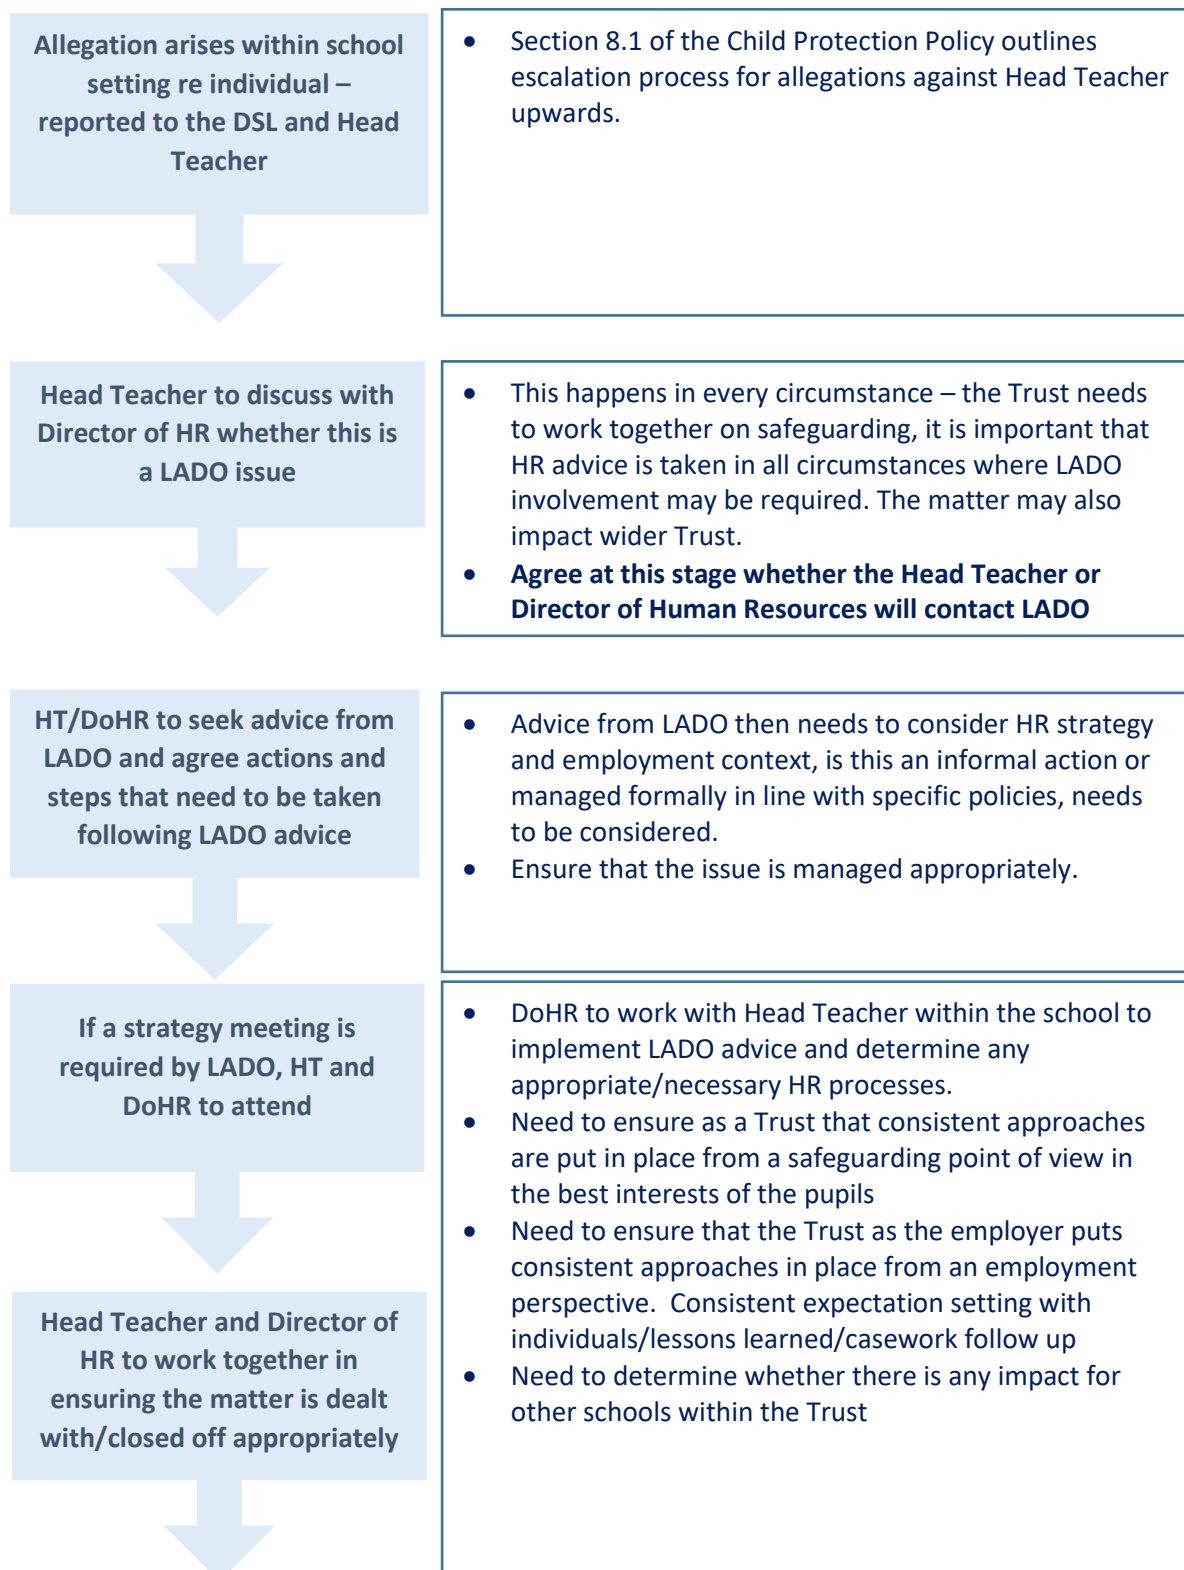 Allegation arises within school
setting re individual –
reported to the DSL and Head
Teacher
• Section 8.1 of the Child Protection Policy outlines
escalation process for allegations against Head Teacher
upwards.
Head Teacher to discuss with
Director of HR whether this is
a LADO issue
• This happens in every circumstance – the Trust needs
to work together on safeguarding, it is important that
HR advice is taken in all circumstances where LADO
involvement may be required. The matter may also
impact wider Trust.
• Agree at this stage whether the Head Teacher or
Director of Human Resources will contact LADO
HT/DoHR to seek advice from
LADO and agree actions and
steps that need to be taken
following LADO advice
• Advice from LADO then needs to consider HR strategy
and employment context, is this an informal action or
managed formally in line with specific policies, needs
to be considered.
• Ensure that the issue is managed appropriately.
If a strategy meeting is
required by LADO, HT and
DoHR to attend
• DoHR to work with Head Teacher within the school to
implement LADO advice and determine any
appropriate/necessary HR processes.
• Need to ensure as a Trust that consistent approaches
are put in place from a safeguarding point of view in
the best interests of the pupils
• Need to ensure that the Trust as the employer puts
consistent approaches in place from an employment
perspective.  Consistent expectation setting with
individuals/lessons learned/casework follow up
• Need to determine whether there is any impact for
other schools within the Trust
Head Teacher and Director of
HR to work together in
ensuring the matter is dealt
with/closed off appropriately